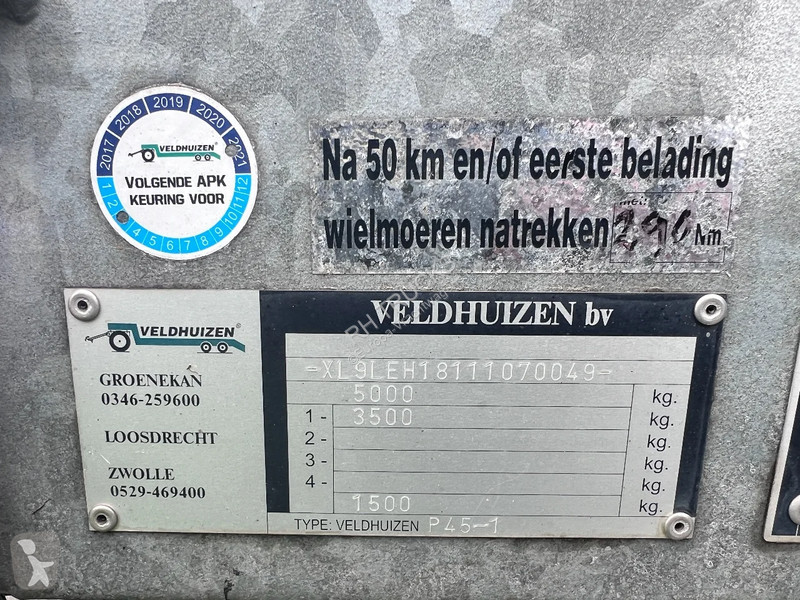 2017 2018 2019 2020 2021
VELDHUIZEN
VOLGENDE APK
KEURING VOOR
1 2 4 5 6 7 8 9 10 11 12
Na 50 km en/of eerste belading
wielmoeren natrekken
met:
Nm
VELDHUIZEN
GROENEKAN
0346-259600
LOOSDRECHT
ZWOLLE
0529-469400
VELDHUIZEN bv
-XL9LEH18111070049-
5000 kg.
1- 3500 kg.
2- kg.
3- kg.
4- kg.
1500 kg.
TYPE: VELDHUIZEN P45-1